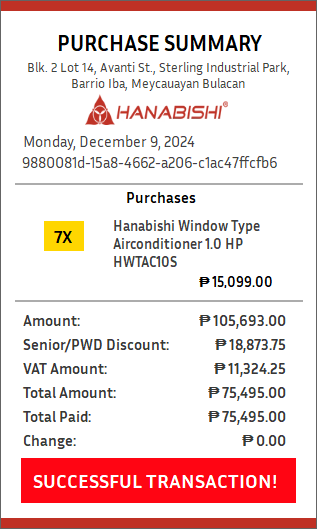 PURCHASE SUMMARY
Blk. 2 Lot 14, Avanti St., Sterling Industrial Park,
Barrio Iba, Meycauayan Bulacan
HANABISHI®
Monday, December 9, 2024
9880081d-15a8-4662-a206-c1ac47ffcfb6
Purchases
7X
Hanabishi Window Type
Airconditioner 1.0 HP
HWTAC10S
₱ 15,099.00
Amount: ₱ 105,693.00
Senior/PWD Discount: ₱ 18,873.75
VAT Amount: ₱ 11,324.25
Total Amount: ₱ 75,495.00
Total Paid: ₱ 75,495.00
Change: ₱ 0.00
SUCCESSFUL TRANSACTION!